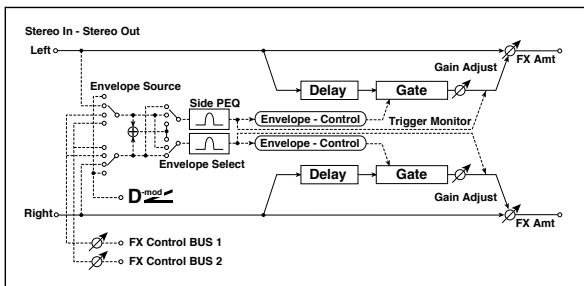 Stereo In - Stereo Out
Left
FX Amt
Gain Adjust
Envelope Source
Delay
Gate
Side PEQ
Envelope - Control
Trigger Monitor
Envelope - Control
Envelope Select
D-mod
Delay
Gate
Gain Adjust
Right
FX Amt
FX Control BUS 1
FX Control BUS 2